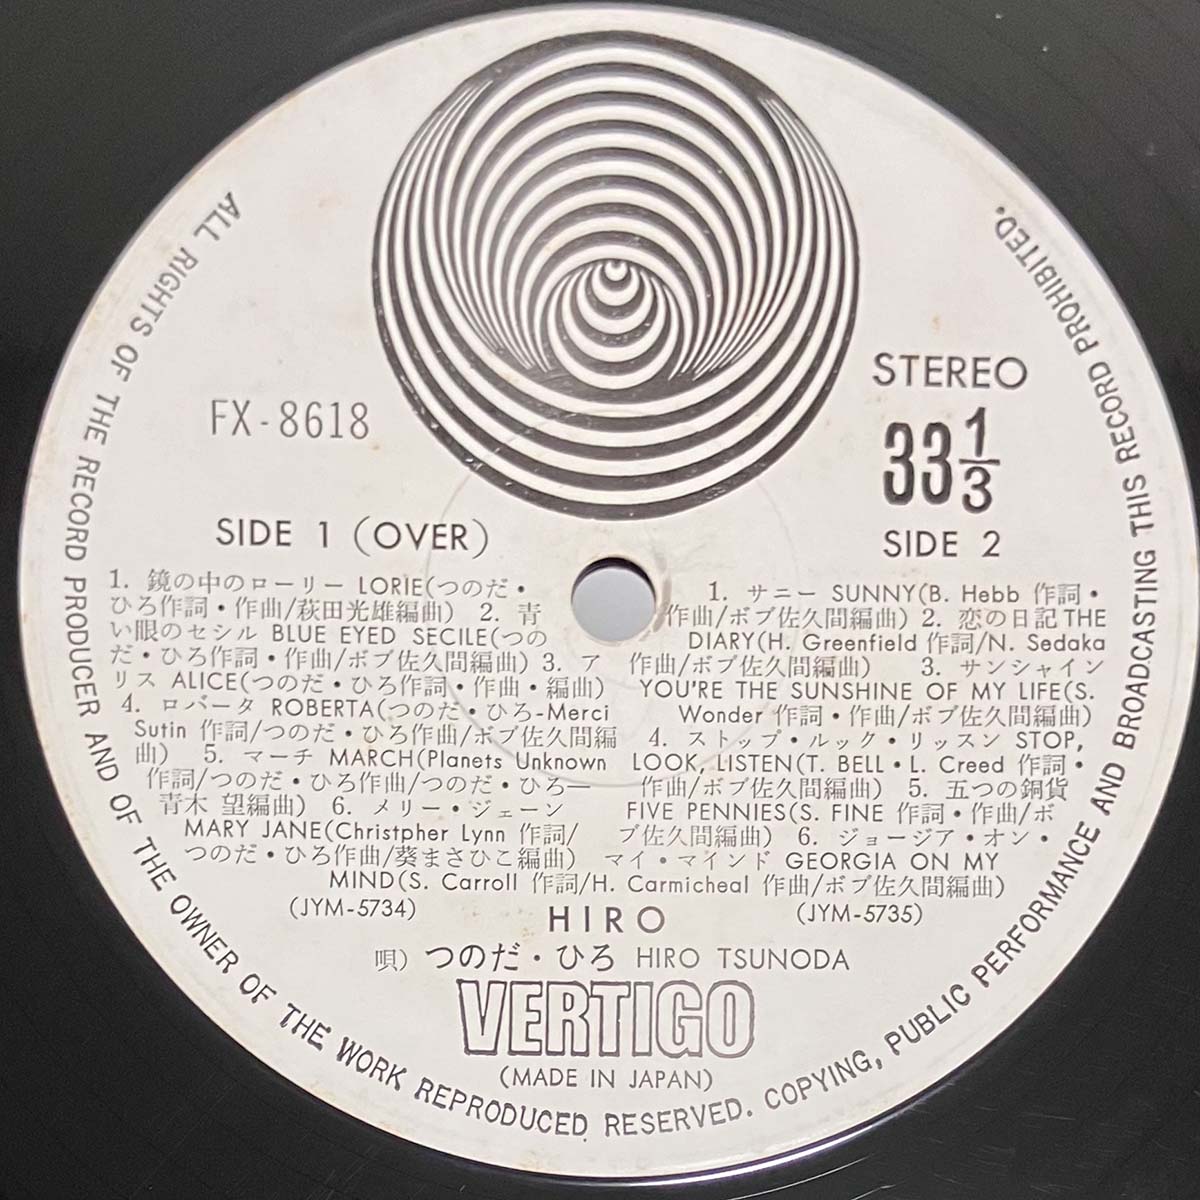 FX-8618
STEREO
33 1/3
SIDE 1 (OVER)
1. 鏡の中のローリー LORIE(つのだ・
ひろ作詞・作曲/萩田光雄編曲) 2. 青
い眼のセシル BLUE EYED SECILE(つの
だ・ひろ作詞・作曲/ボブ佐久間編曲) 3. ア
リス ALICE(つのだ・ひろ作詞・作曲・編曲)
4. ロバータ ROBERTA(つのだ・ひろ-Merci
Sutin 作詞/つのだ・ひろ作曲/ボブ佐久間編
曲) 5. マーチ MARCH(Planets Unknown
作詞/つのだ・ひろ作曲/つのだ・ひろ—
青木 望編曲) 6. メリー・ジェーン
MARY JANE(Christpher Lynn 作詞/
つのだ・ひろ作曲/葵まさひこ編曲)
(JYM-5734)
SIDE 2
1. サニー SUNNY(B. Hebb 作詞・
作曲/ボブ佐久間編曲) 2. 恋の日記 THE
DIARY(H. Greenfield 作詞/N. Sedaka
作曲/ボブ佐久間編曲) 3. サンシャイン
YOU'RE THE SUNSHINE OF MY LIFE(S.
Wonder 作詞・作曲/ボブ佐久間編曲)
4. ストップ・ルック・リッスン STOP,
LOOK, LISTEN(T. BELL・L. Creed 作詞・
作曲/ボブ佐久間編曲) 5. 五つの銅貨
FIVE PENNIES(S. FINE 作詞・作曲/ボ
ブ佐久間編曲) 6. ジョージア・オン・
マイ・マインド GEORGIA ON MY
MIND(S. Carroll 作詞/H. Carmicheal 作曲/ボブ佐久間編曲)
(JYM-5735)
HIRO
唄) つのだ・ひろ HIRO TSUNODA
VERTIGO
(MADE IN JAPAN)
ALL RIGHTS OF THE RECORD PRODUCER AND OF THE OWNER OF THE WORK REPRODUCED RESERVED. COPYING, PUBLIC PERFORMANCE AND BROADCASTING THIS RECORD PROHIBITED.